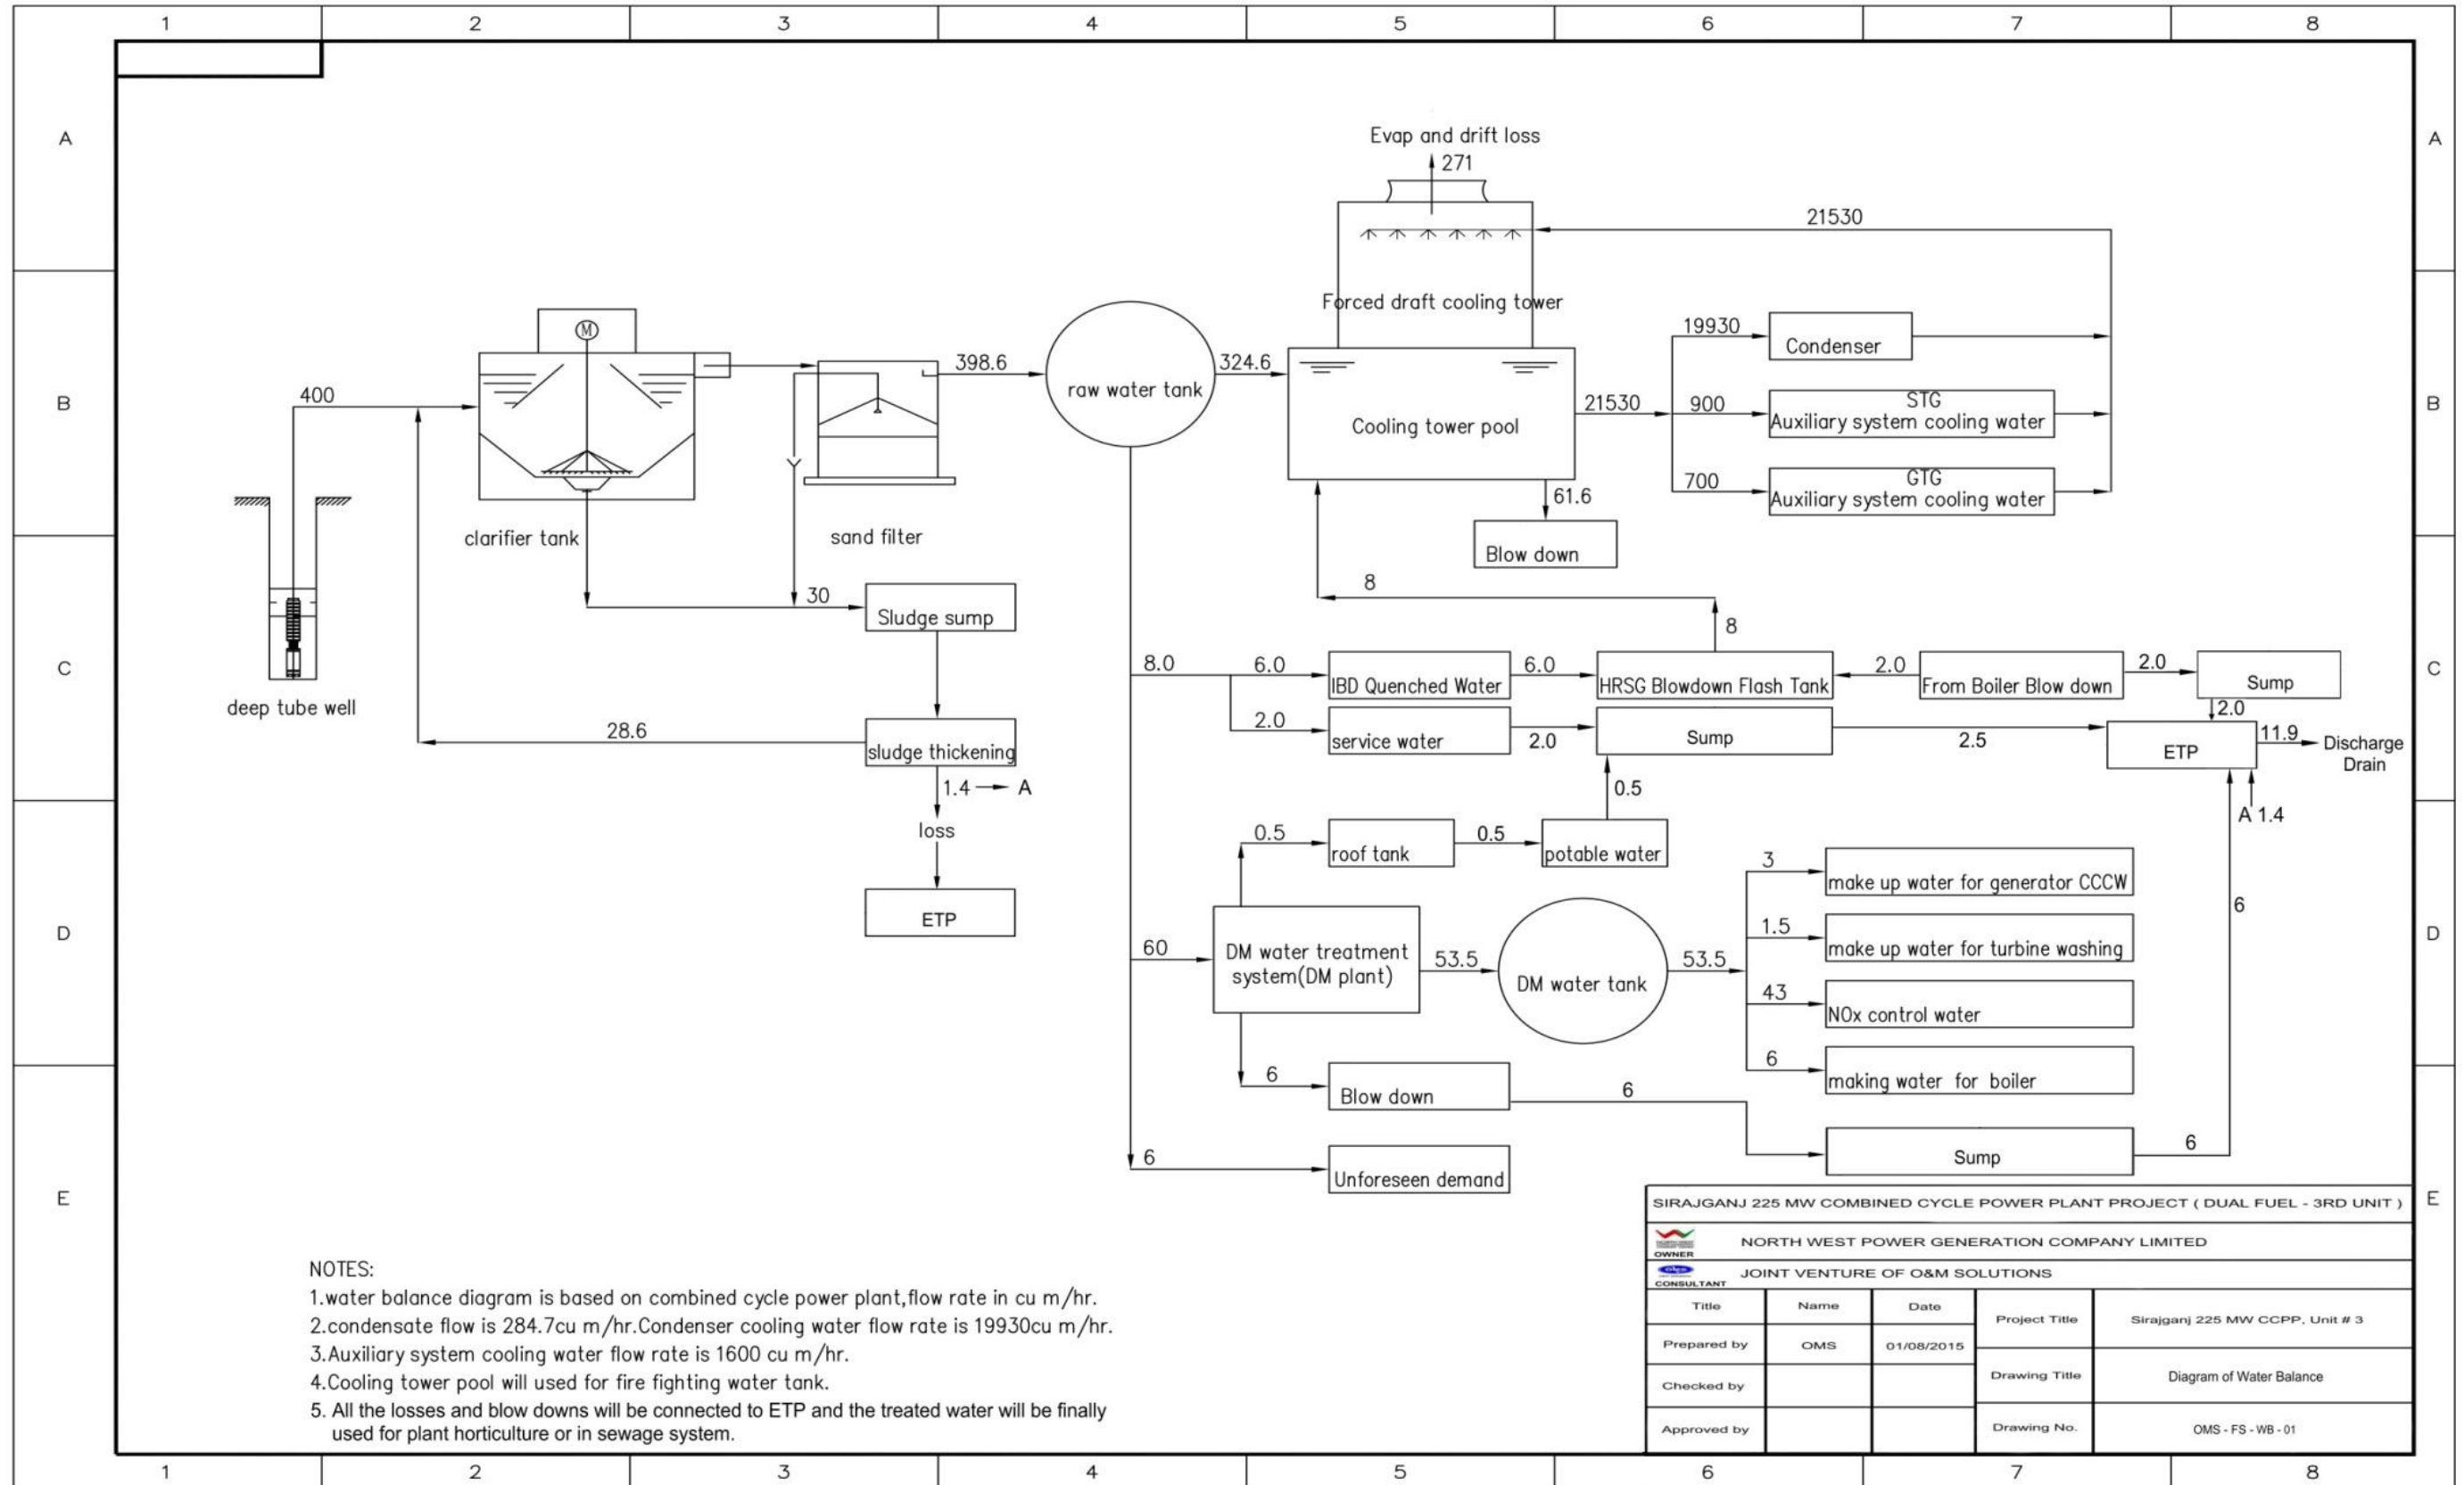 1 2 3 4 5 6 7 8
A
A
Evap and drift loss
271
21530
Forced draft cooling tower
B
B
M
400
398.6
raw water tank
324.6
Cooling tower pool
21530
19930
Condenser
900
STG
Auxiliary system cooling water
700
GTG
Auxiliary system cooling water
61.6
Blow down
clarifier tank
sand filter
deep tube well
C
C
30
Sludge sump
28.6
sludge thickening
1.4
A
loss
ETP
8
8
8.0
6.0
IBD Quenched Water
6.0
HRSG Blowdown Flash Tank
2.0
From Boiler Blow down
2.0
Sump
2.0
2.0
service water
2.0
Sump
2.5
ETP
11.9
Discharge
Drain
A 1.4
0.5
0.5
roof tank
0.5
potable water
D
D
60
DM water treatment
system(DM plant)
53.5
DM water tank
53.5
3
make up water for generator CCCW
1.5
make up water for turbine washing
43
NOx control water
6
making water for boiler
6
6
Blow down
6
Sump
6
6
Unforeseen demand
E
E
NOTES:
1.water balance diagram is based on combined cycle power plant,flow rate in cu m/hr.
2.condensate flow is 284.7cu m/hr.Condenser cooling water flow rate is 19930cu m/hr.
3.Auxiliary system cooling water flow rate is 1600 cu m/hr.
4.Cooling tower pool will used for fire fighting water tank.
5. All the losses and blow downs will be connected to ETP and the treated water will be finally
used for plant horticulture or in sewage system.
SIRAJGANJ 225 MW COMBINED CYCLE POWER PLANT PROJECT ( DUAL FUEL - 3RD UNIT )
OWNER
NORTH WEST POWER GENERATION COMPANY LIMITED
CONSULTANT
JOINT VENTURE OF O&M SOLUTIONS
Title Name Date
Project Title Sirajganj 225 MW CCPP, Unit # 3
Prepared by OMS 01/08/2015
Drawing Title Diagram of Water Balance
Checked by
Drawing No. OMS - FS - WB - 01
Approved by
1 2 3 4 5 6 7 8